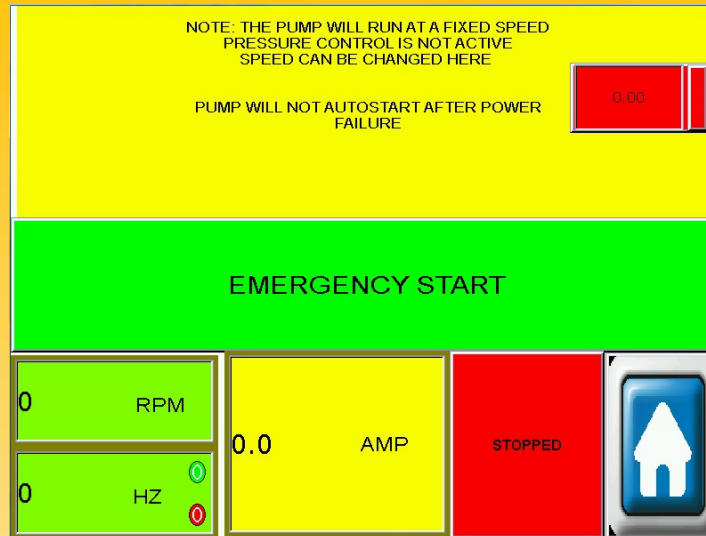 NOTE: THE PUMP WILL RUN AT A FIXED SPEED
PRESSURE CONTROL IS NOT ACTIVE
SPEED CAN BE CHANGED HERE
0.00
PUMP WILL NOT AUTOSTART AFTER POWER
FAILURE
EMERGENCY START
0 RPM
0.0 AMP
STOPPED
0 HZ